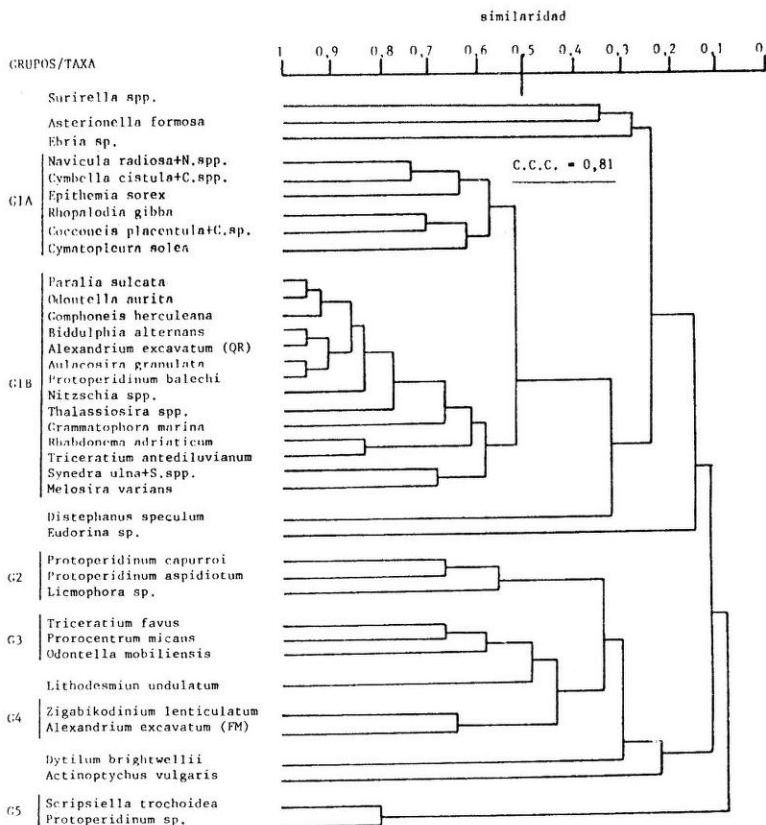 similaridad
1 0,9 0,8 0,7 0,6 0,5 0,4 0,3 0,2 0,1 0
GRUPOS/TAXA
Surirella spp.
Asterionella formosa
Ebria sp.
C.C.C. = 0,81
G1A
Navicula radiosa+N.spp.
Cymbella cistula+C.spp.
Epithemia sorex
Rhopalodia gibba
Cocconeis placentula+C.sp.
Cymatopleura solea
G1B
Paralia sulcata
Odontella aurita
Gomphoneis herculeana
Biddulphia alternans
Alexandrium excavatum (QR)
Aulacosira granulata
Protoperidinum balechi
Nitzschia spp.
Thalassiosira spp.
Grammatophora marina
Rhabdonema adriaticum
Triceratium antediluvianum
Synedra ulna+S.spp.
Melosira varians
Distephanus speculum
Eudorina sp.
G2
Protoperidinum capurroi
Protoperidinum aspidiotum
Licmophora sp.
G3
Triceratium favus
Prorocentrum micans
Odontella mobiliensis
Lithodesmiun undulatum
G4
Zigabikodinium lenticulatum
Alexandrium excavatum (FM)
Dytilum brightwellii
Actinoptychus vulgaris
G5
Scripsiella trochoidea
Protoperidinum sp.